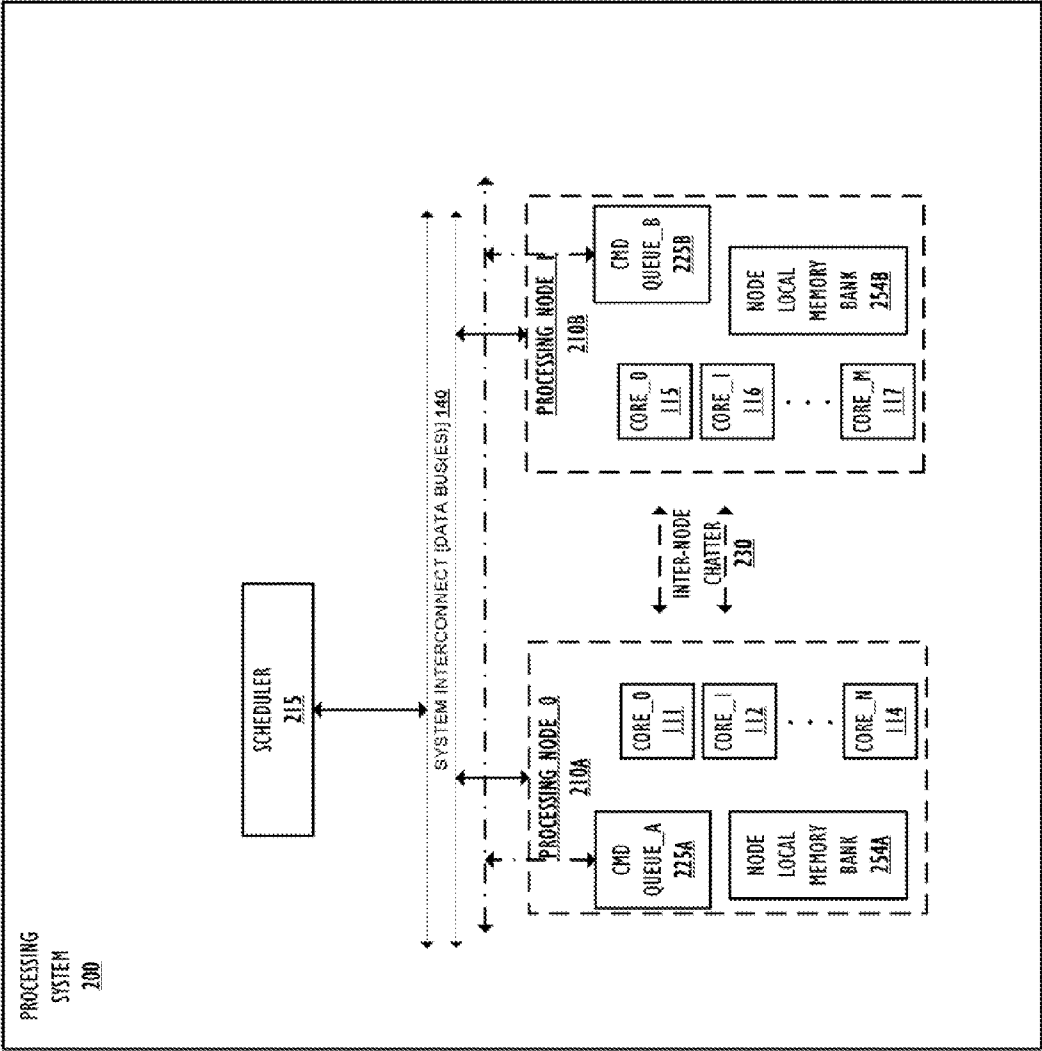 PROCESSING
SYSTEM
200
SCHEDULER
215
SYSTEM INTERCONNECT [DATA BUS(ES)] 140
PROCESSING NODE_0
210A
CMD
QUEUE_A
225A
NODE
LOCAL
MEMORY
BANK
254A
CORE_0
111
CORE_1
112
. . .
CORE_N
114
INTER-NODE
CHATTER
230
PROCESSING NODE_1
210B
CORE_0
115
CORE_1
116
. . .
CORE_M
117
CMD
QUEUE_B
225B
NODE
LOCAL
MEMORY
BANK
254B